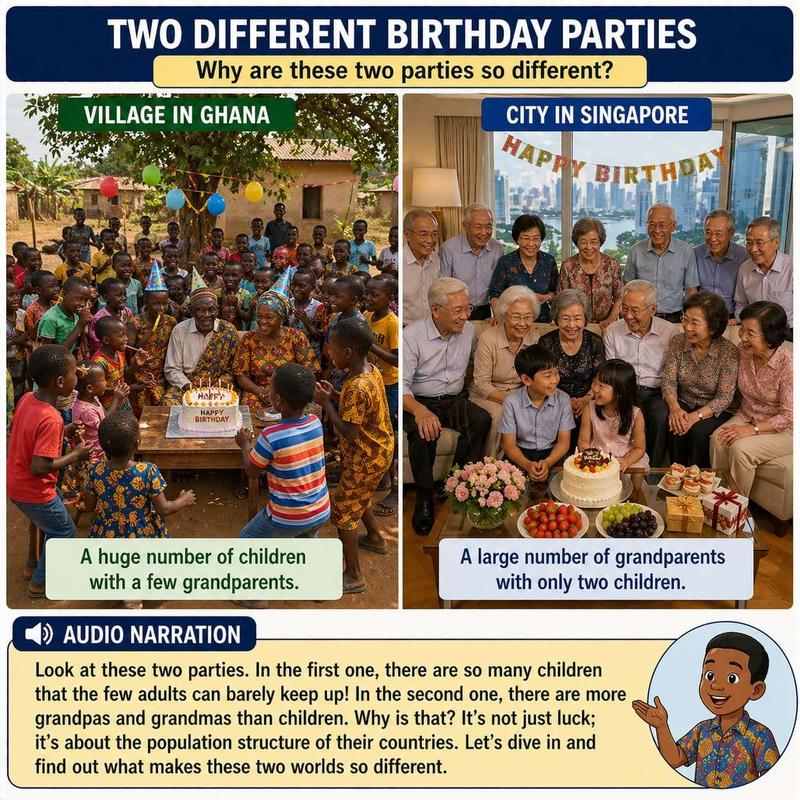 TWO DIFFERENT BIRTHDAY PARTIES
Why are these two parties so different?
VILLAGE IN GHANA
CITY IN SINGAPORE
HAPPY BIRTHDAY
HAPPY
HAPPY
BIRTHDAY
A huge number of children
with a few grandparents.
A large number of grandparents
with only two children.
AUDIO NARRATION
Look at these two parties. In the first one, there are so many children
that the few adults can barely keep up! In the second one, there are more
grandpas and grandmas than children. Why is that? It's not just luck;
it's about the population structure of their countries. Let's dive in and
find out what makes these two worlds so different.